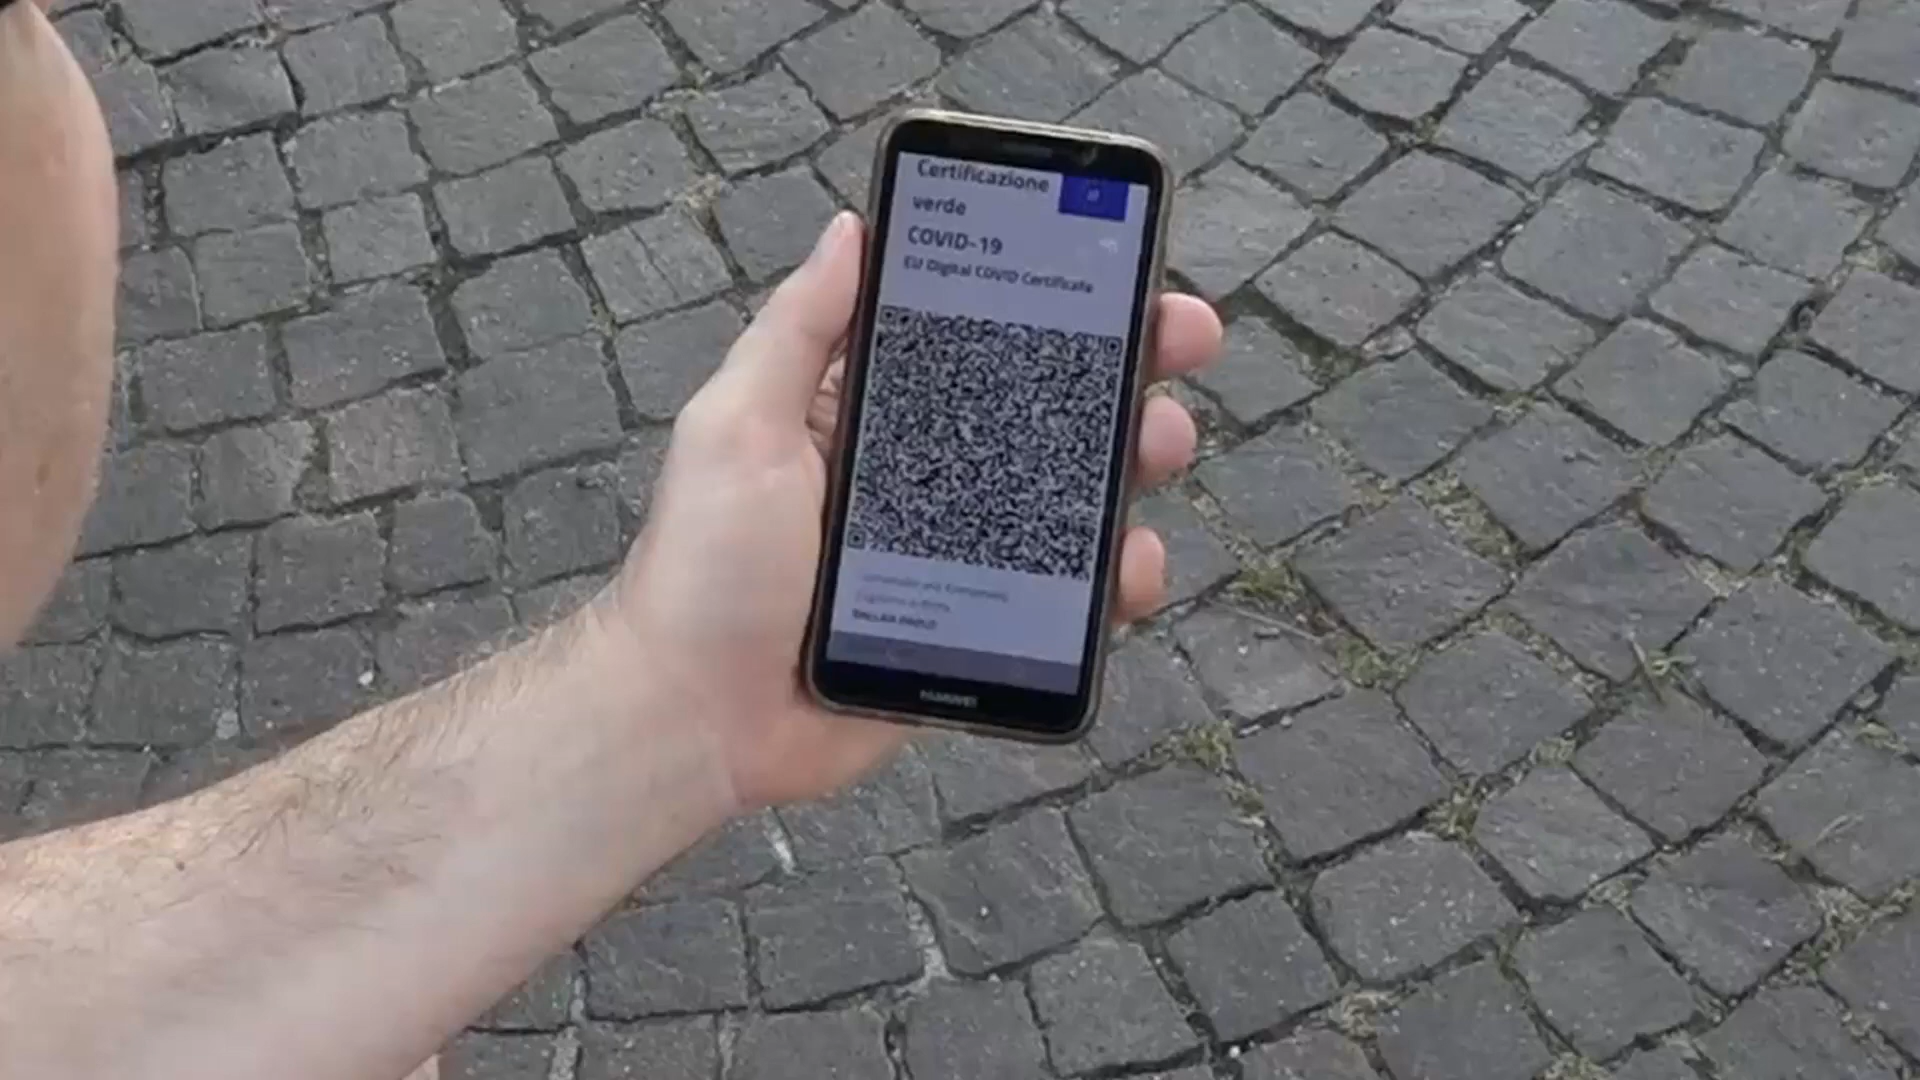 Certificazione
verde
COVID-19
EU Digital COVID Certificate
HUAWEI